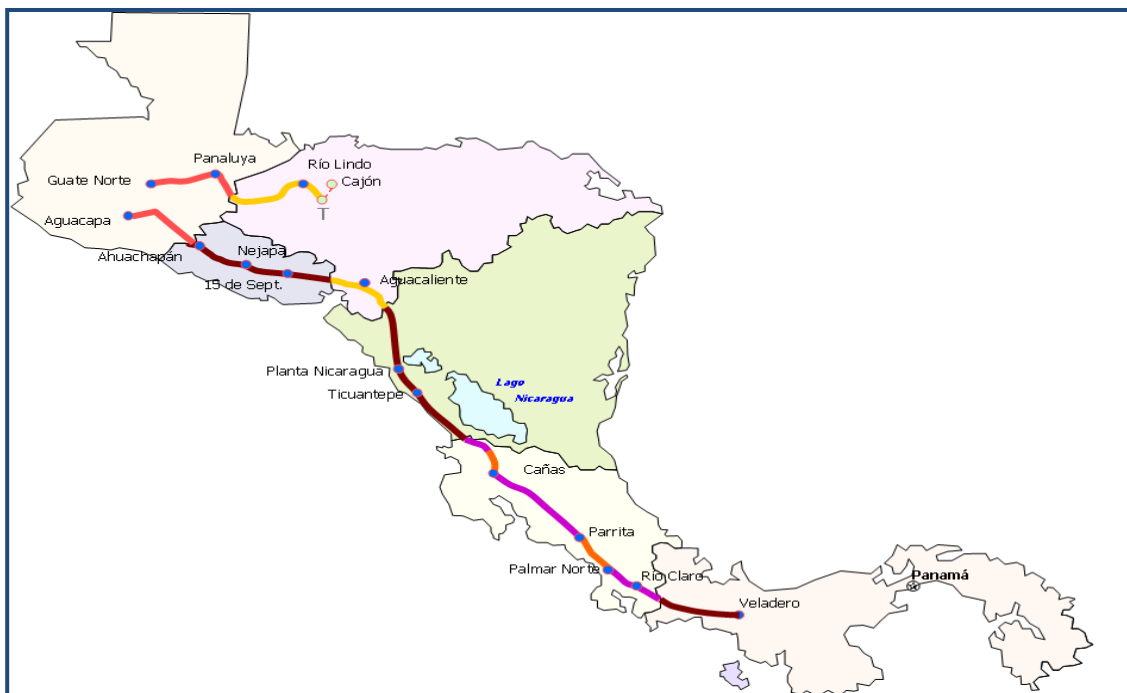 Panaluya
Río Lindo
Guate Norte
Cajón
T
Aguacapa
Ahuachapán
Nejapa
15 de Sept.
Aguacaliente
Planta Nicaragua
Ticuantepe
Lago
Nicaragua
Cañas
Parrita
Palmar Norte
Río Claro
Panamá
Veladero